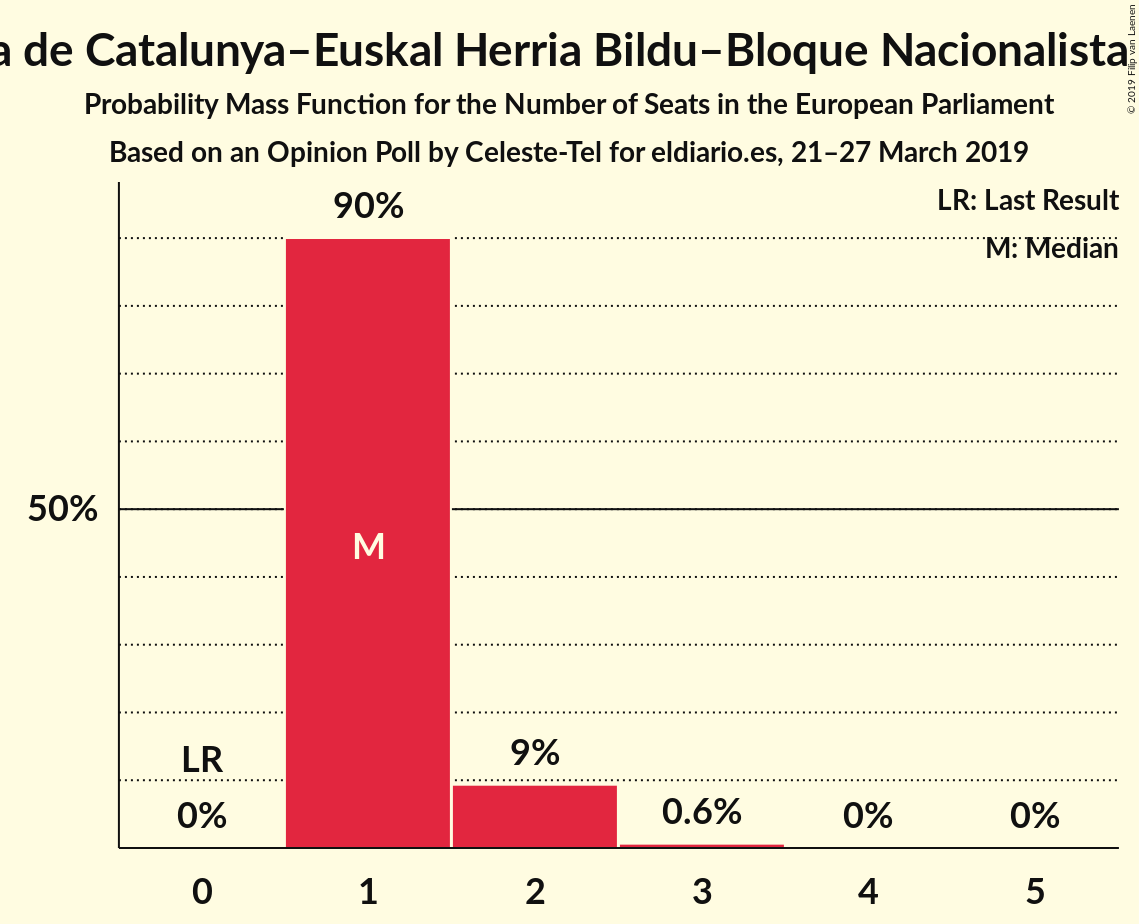 a de Catalunya–Euskal Herria Bildu–Bloque Nacionalista
Probability Mass Function for the Number of Seats in the European Parliament
Based on an Opinion Poll by Celeste-Tel for eldiario.es, 21–27 March 2019
© 2019 Filip van Laenen
LR: Last Result
M: Median
90%
50%
M
LR
0%
9%
0.6%
0%
0%
0 1 2 3 4 5